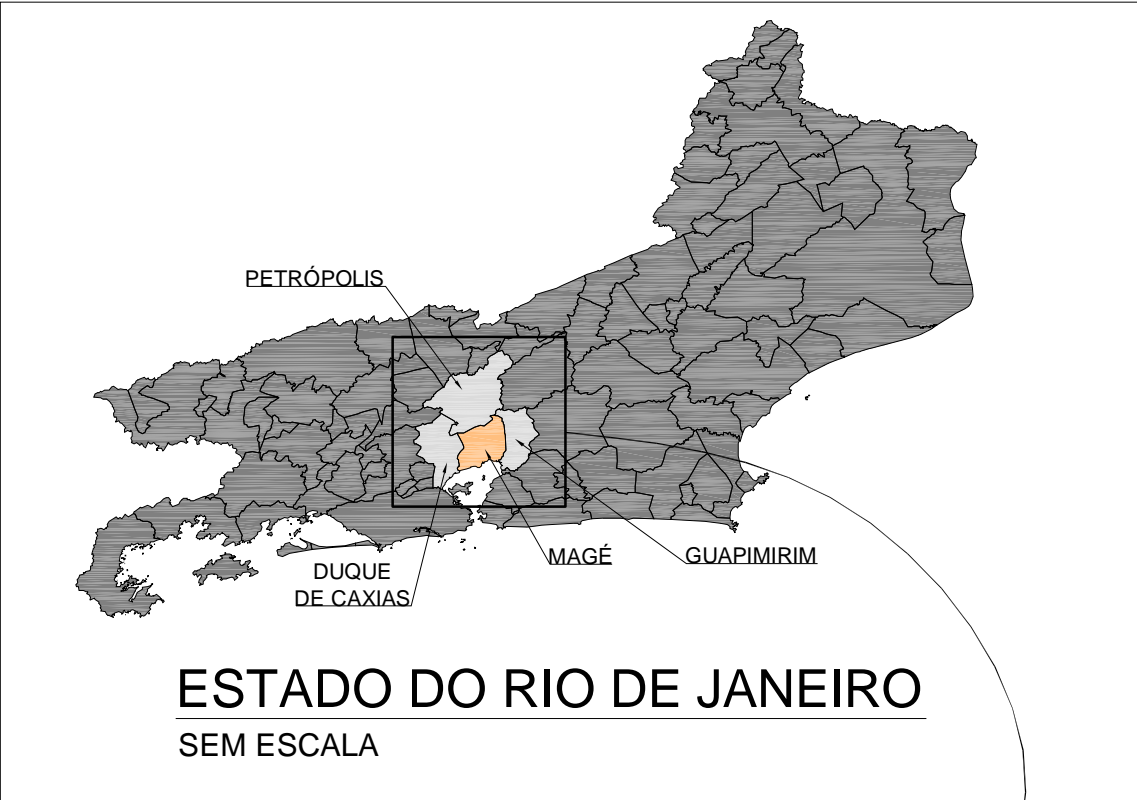 PETRÓPOLIS
DUQUE
DE CAXIAS
MAGÉ
GUAPIMIRIM
ESTADO DO RIO DE JANEIRO
SEM ESCALA